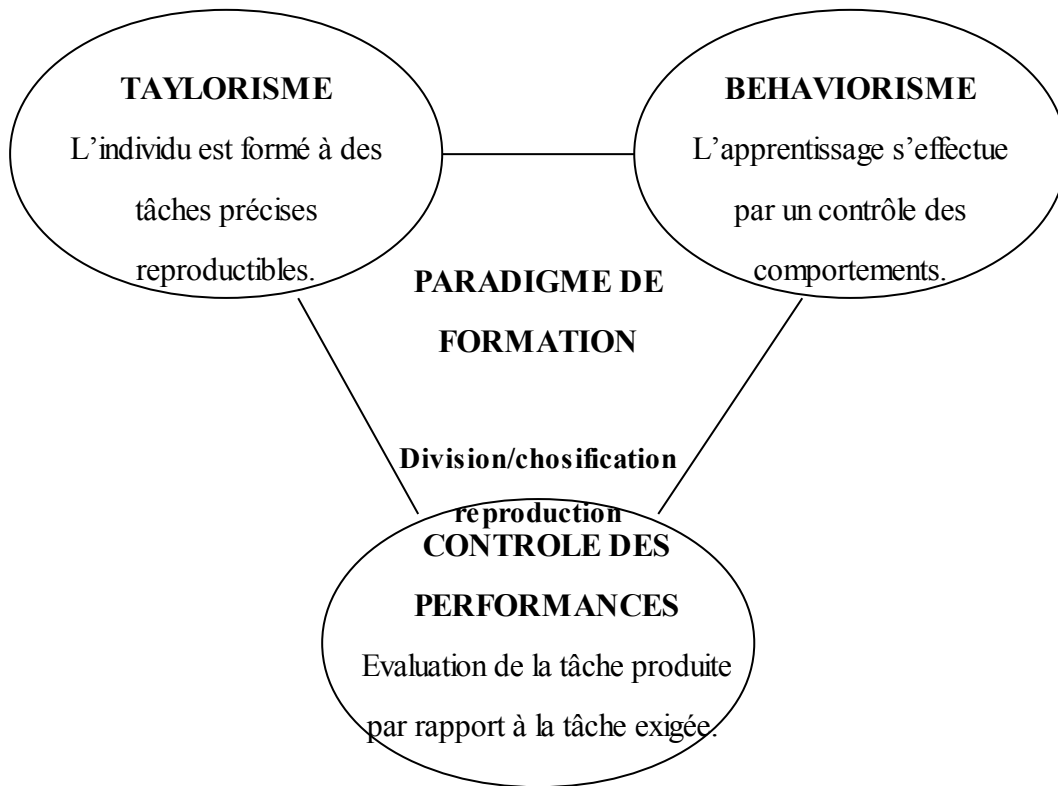 TAYLORISME
L’individu est formé à des
tâches précises
reproductibles.
BEHAVIORISME
L’apprentissage s’effectue
par un contrôle des
comportements.
PARADIGME DE
FORMATION
Division/chosification
reproduction
CONTROLE DES
PERFORMANCES
Evaluation de la tâche produite
par rapport à la tâche exigée.